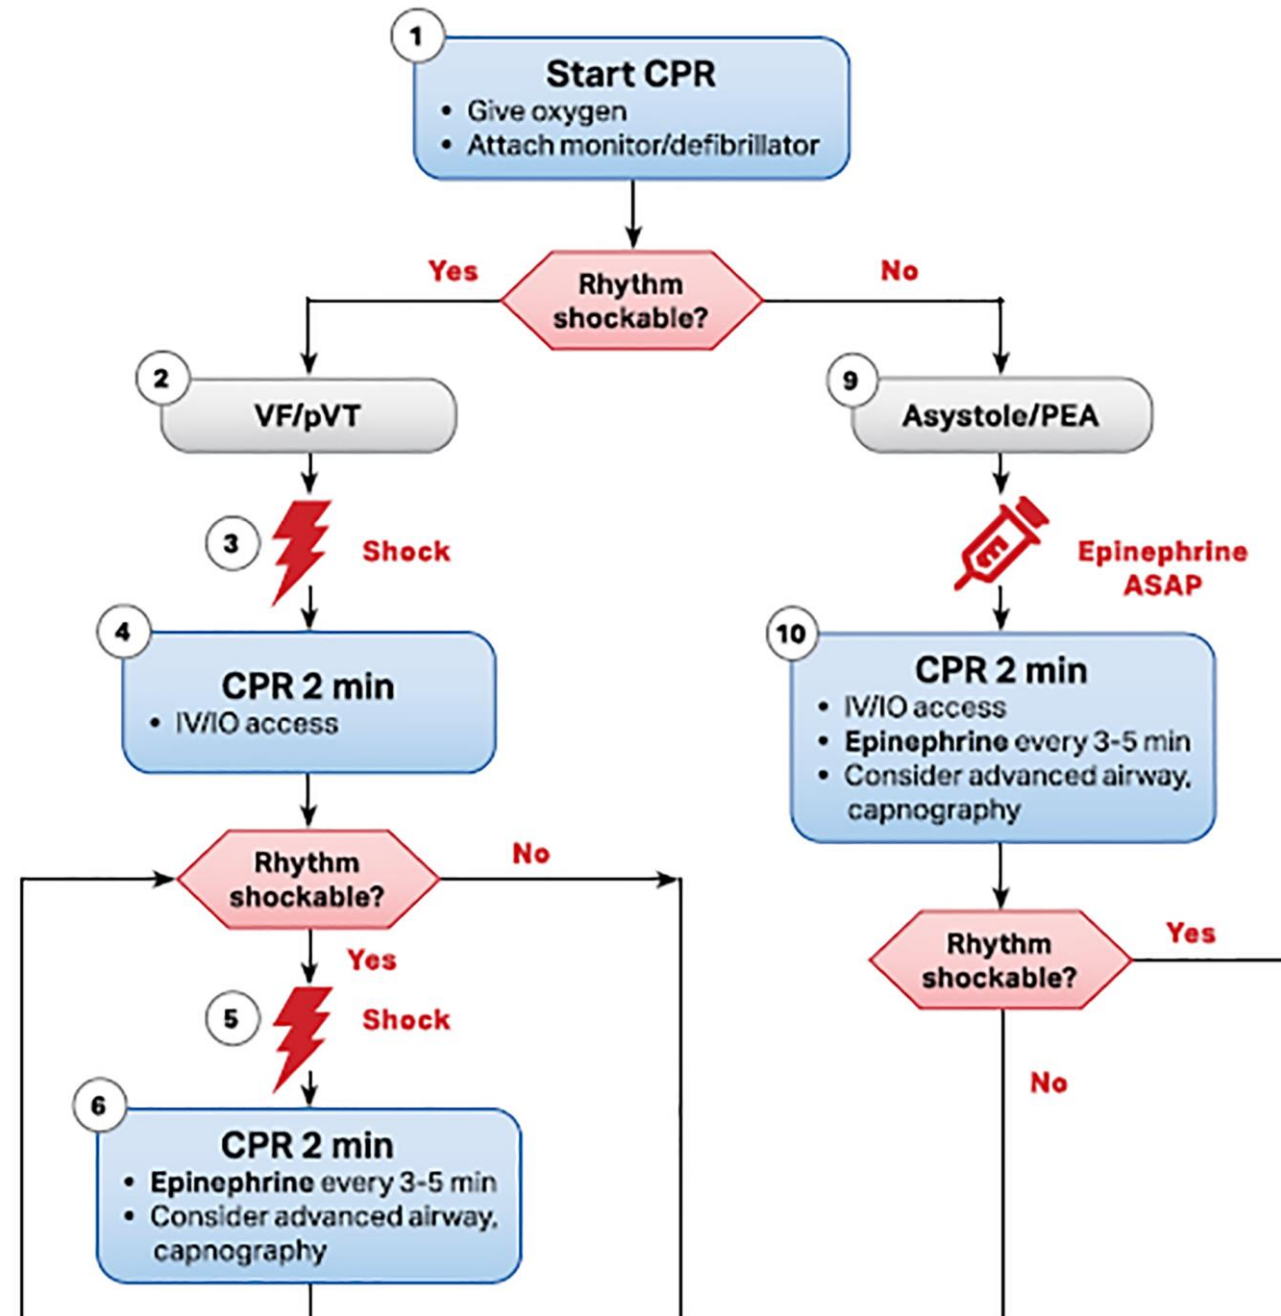 1
Start CPR
• Give oxygen
• Attach monitor/defibrillator
Yes
Rhythm
shockable?
No
2
VF/pVT
9
Asystole/PEA
3
Shock
E
Epinephrine
ASAP
4
CPR 2 min
• IV/IO access
10
CPR 2 min
• IV/IO access
• Epinephrine every 3-5 min
• Consider advanced airway,
capnography
Rhythm
shockable?
No
Yes
Rhythm
shockable?
Yes
No
5
Shock
6
CPR 2 min
• Epinephrine every 3-5 min
• Consider advanced airway,
capnography